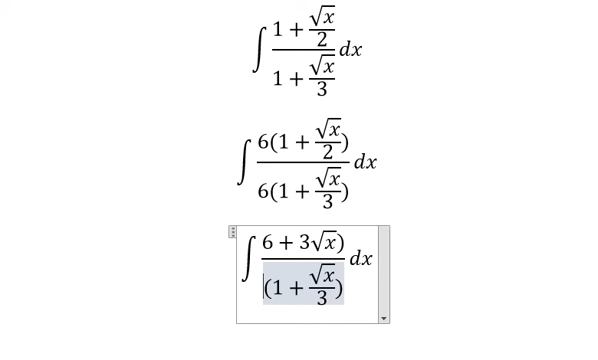 ∫ (1 + √x/2)/(1 + √x/3) dx
∫ 6(1 + √x/2)/6(1 + √x/3) dx
∫ 6 + 3√x)/(1 + √x/3) dx